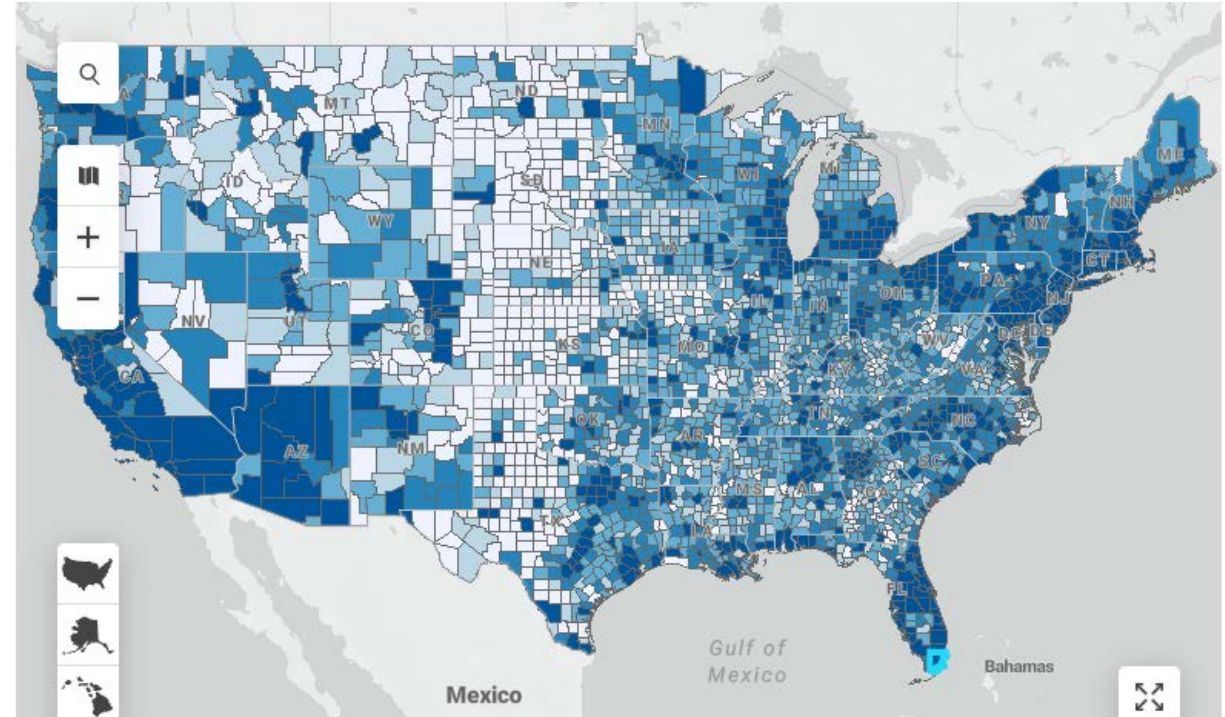 MT
ND
MN
ME
WI
MI
ID
SD
NH
WY
NY
IA
CT
NE
PA
NJ
IL
IN
OH
NV
UT
CO
DC
DE
WV
KS
MO
KY
VA
CA
TN
NC
OK
AZ
NM
AR
SC
MS
AL
GA
TX
LA
FL
Gulf of
Mexico
Bahamas
Mexico
+
−